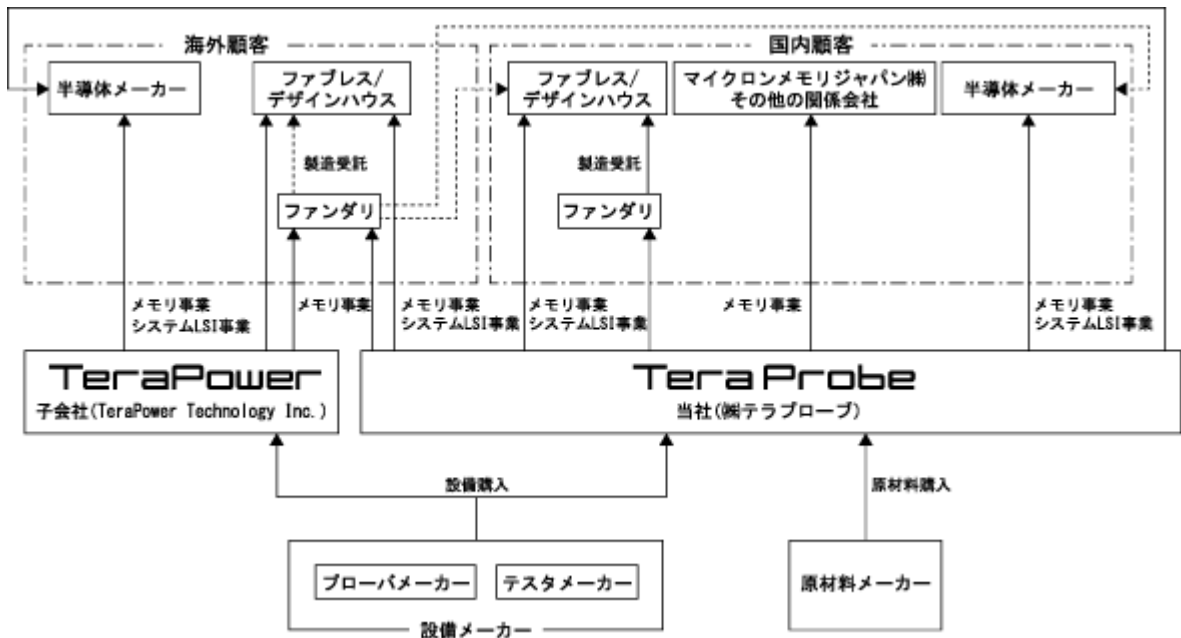 海外顧客
国内顧客
半導体メーカー
ファブレス/
デザインハウス
ファブレス/
デザインハウス
マイクロンメモリジャパン㈱
その他の関係会社
半導体メーカー
製造受託
製造受託
ファンダリ
ファンダリ
メモリ事業
システムLSI事業
メモリ事業
メモリ事業
システムLSI事業
メモリ事業
システムLSI事業
メモリ事業
メモリ事業
システムLSI事業
TeraPower
子会社(TeraPower Technology Inc.)
Tera Probe
当社(㈱テラプローブ)
設備購入
原材料購入
プローバメーカー
テスタメーカー
設備メーカー
原材料メーカー